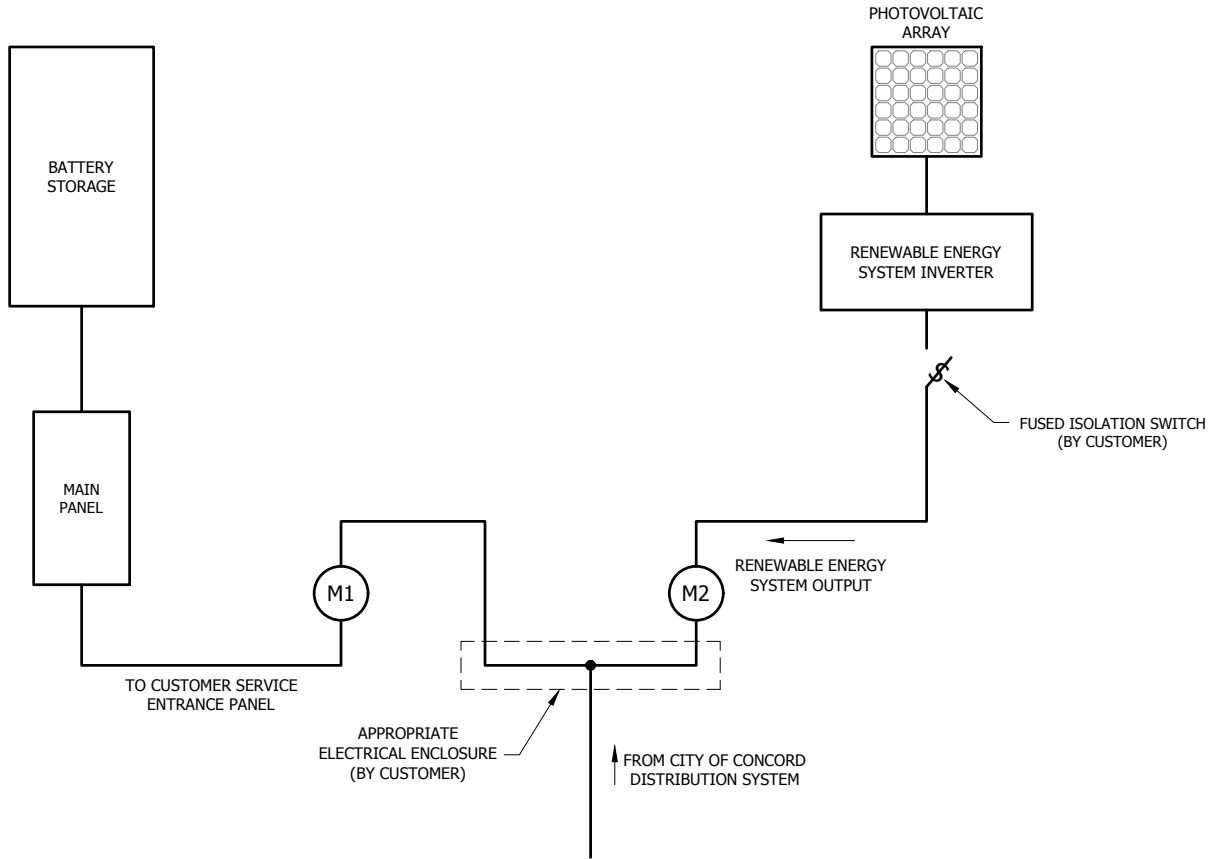 PHOTOVOLTAIC
ARRAY
BATTERY
STORAGE
RENEWABLE ENERGY
SYSTEM INVERTER
FUSED ISOLATION SWITCH
(BY CUSTOMER)
MAIN
PANEL
M1
M2
RENEWABLE ENERGY
SYSTEM OUTPUT
TO CUSTOMER SERVICE
ENTRANCE PANEL
APPROPRIATE
ELECTRICAL ENCLOSURE
(BY CUSTOMER)
FROM CITY OF CONCORD
DISTRIBUTION SYSTEM